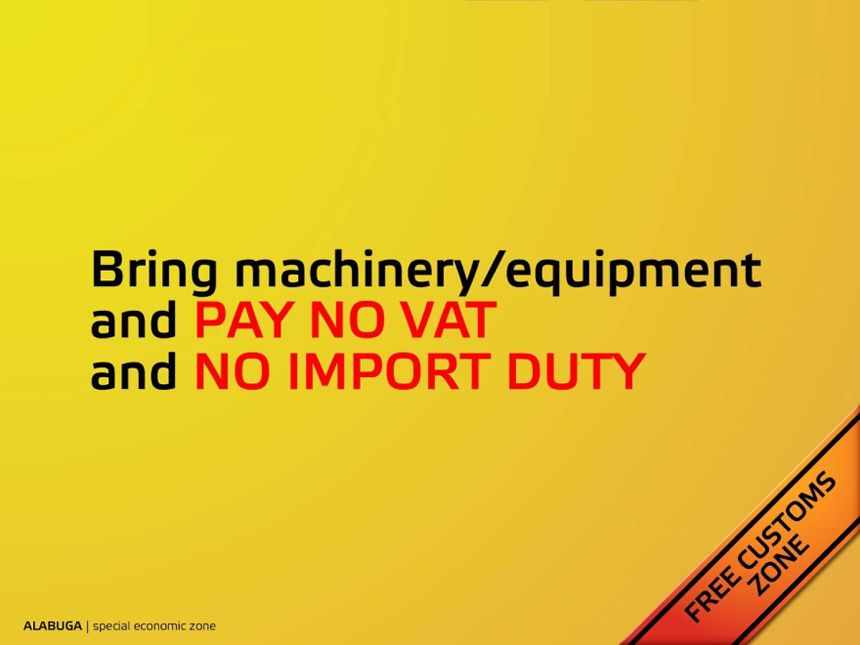 Bring machinery/equipment
and PAY NO VAT
and NO IMPORT DUTY
FREE CUSTOMS
ZONE
ALABUGA | special economic zone